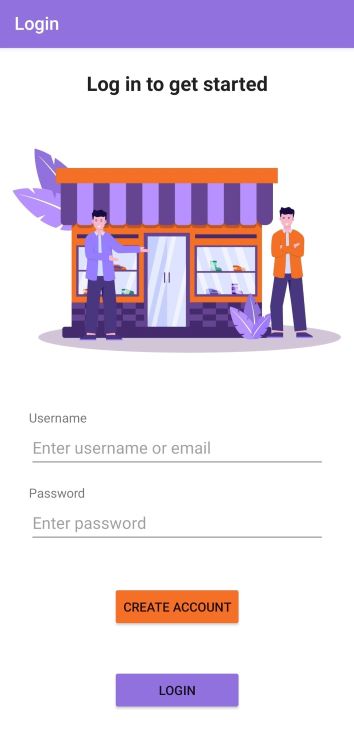 Login
Log in to get started
Username
Enter username or email
Password
Enter password
CREATE ACCOUNT
LOGIN